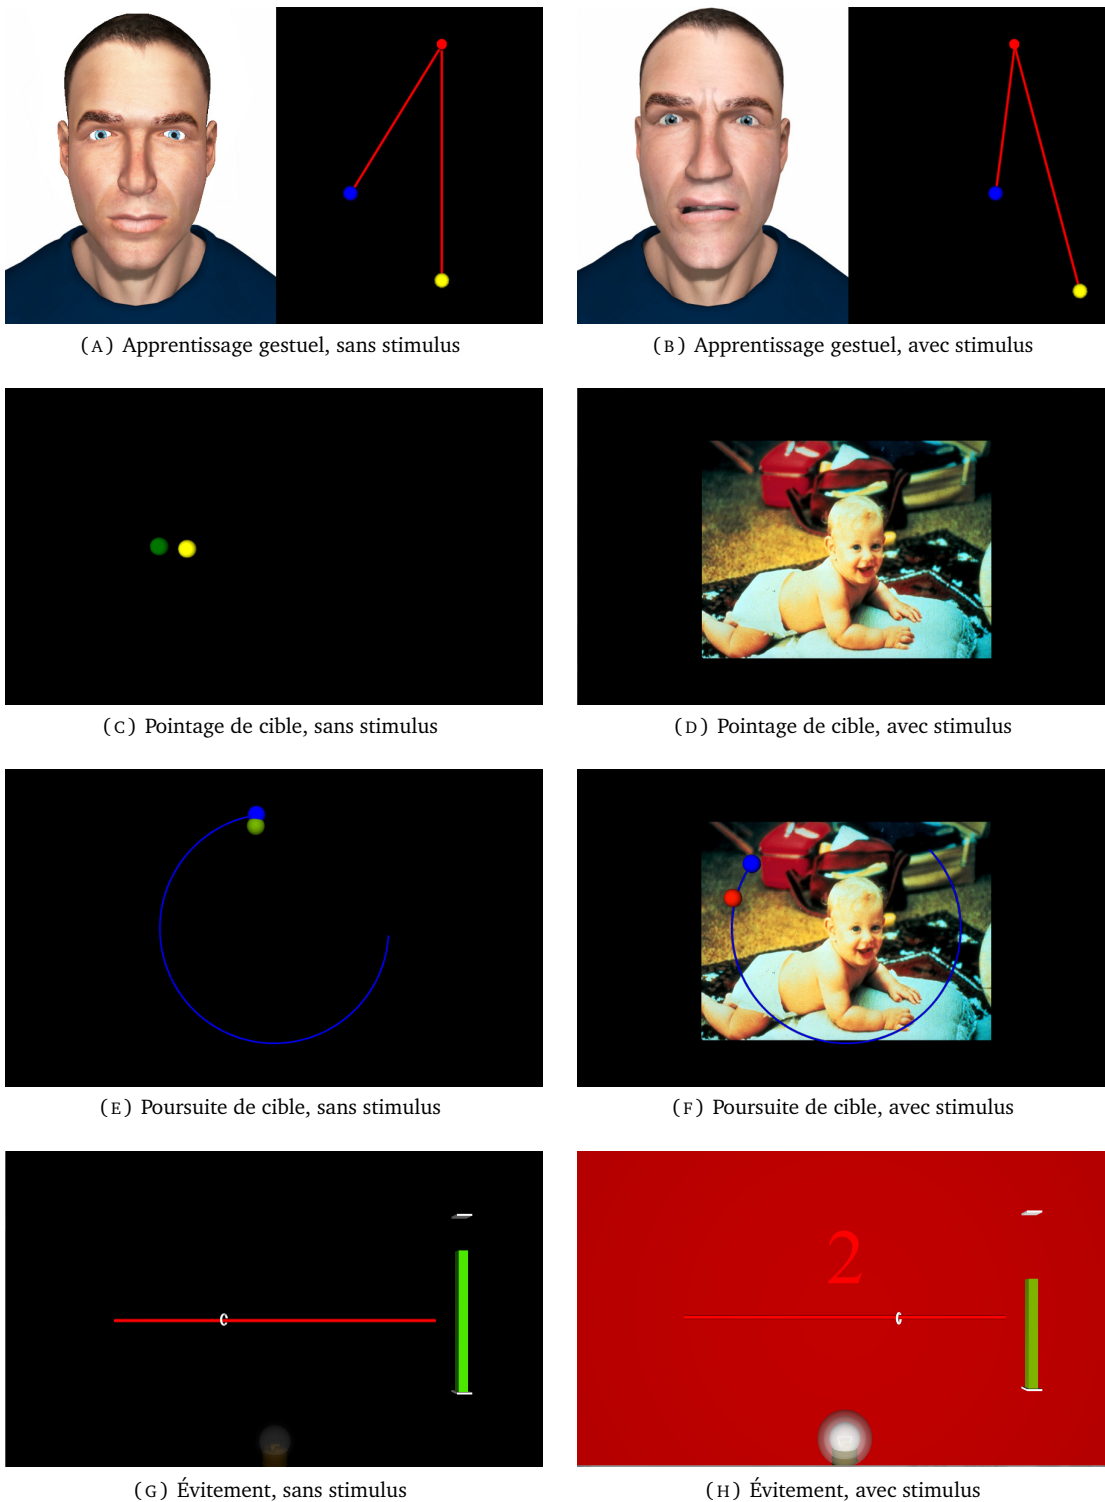 (A) Apprentissage gestuel, sans stimulus
(B) Apprentissage gestuel, avec stimulus
(C) Pointage de cible, sans stimulus
(D) Pointage de cible, avec stimulus
(E) Poursuite de cible, sans stimulus
(F) Poursuite de cible, avec stimulus
2
(G) Évitement, sans stimulus
(H) Évitement, avec stimulus